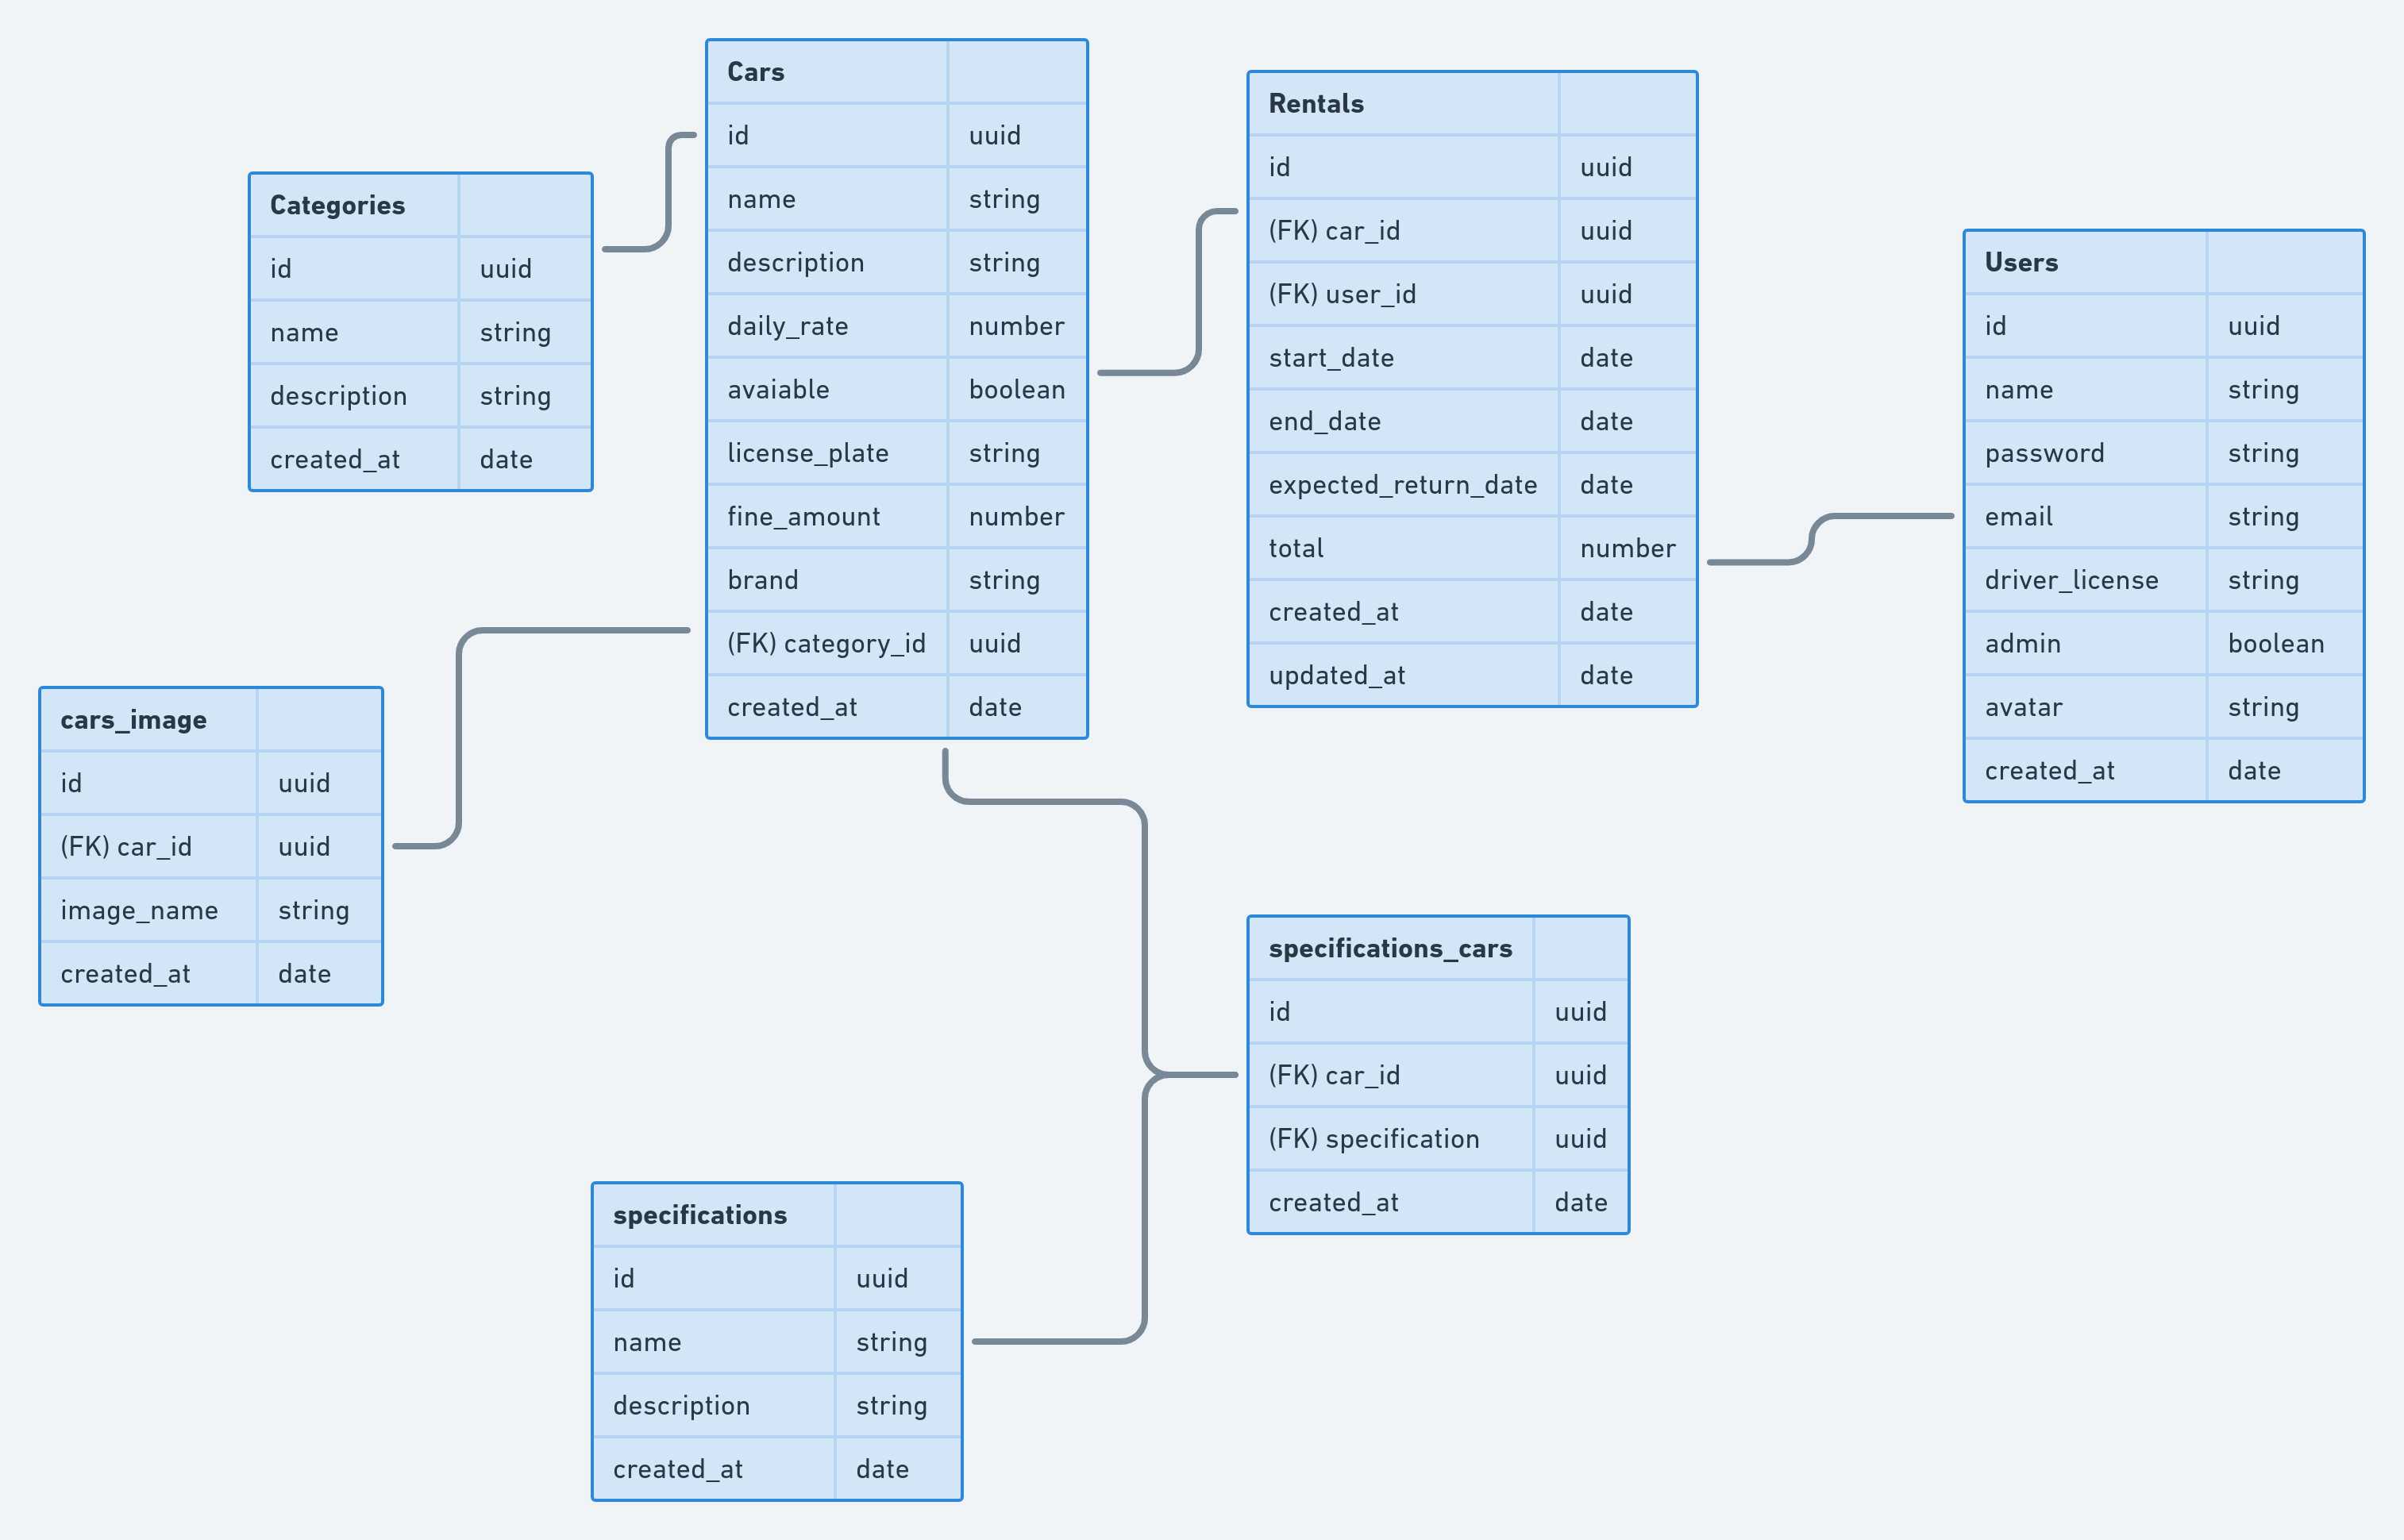 Cars
id uuid
name string
description string
daily_rate number
avaiable boolean
license_plate string
fine_amount number
brand string
(FK) category_id uuid
created_at date
Rentals
id uuid
(FK) car_id uuid
(FK) user_id uuid
start_date date
end_date date
expected_return_date date
total number
created_at date
updated_at date
Categories
id uuid
name string
description string
created_at date
Users
id uuid
name string
password string
email string
driver_license string
admin boolean
avatar string
created_at date
cars_image
id uuid
(FK) car_id uuid
image_name string
created_at date
specifications_cars
id uuid
(FK) car_id uuid
(FK) specification uuid
created_at date
specifications
id uuid
name string
description string
created_at date